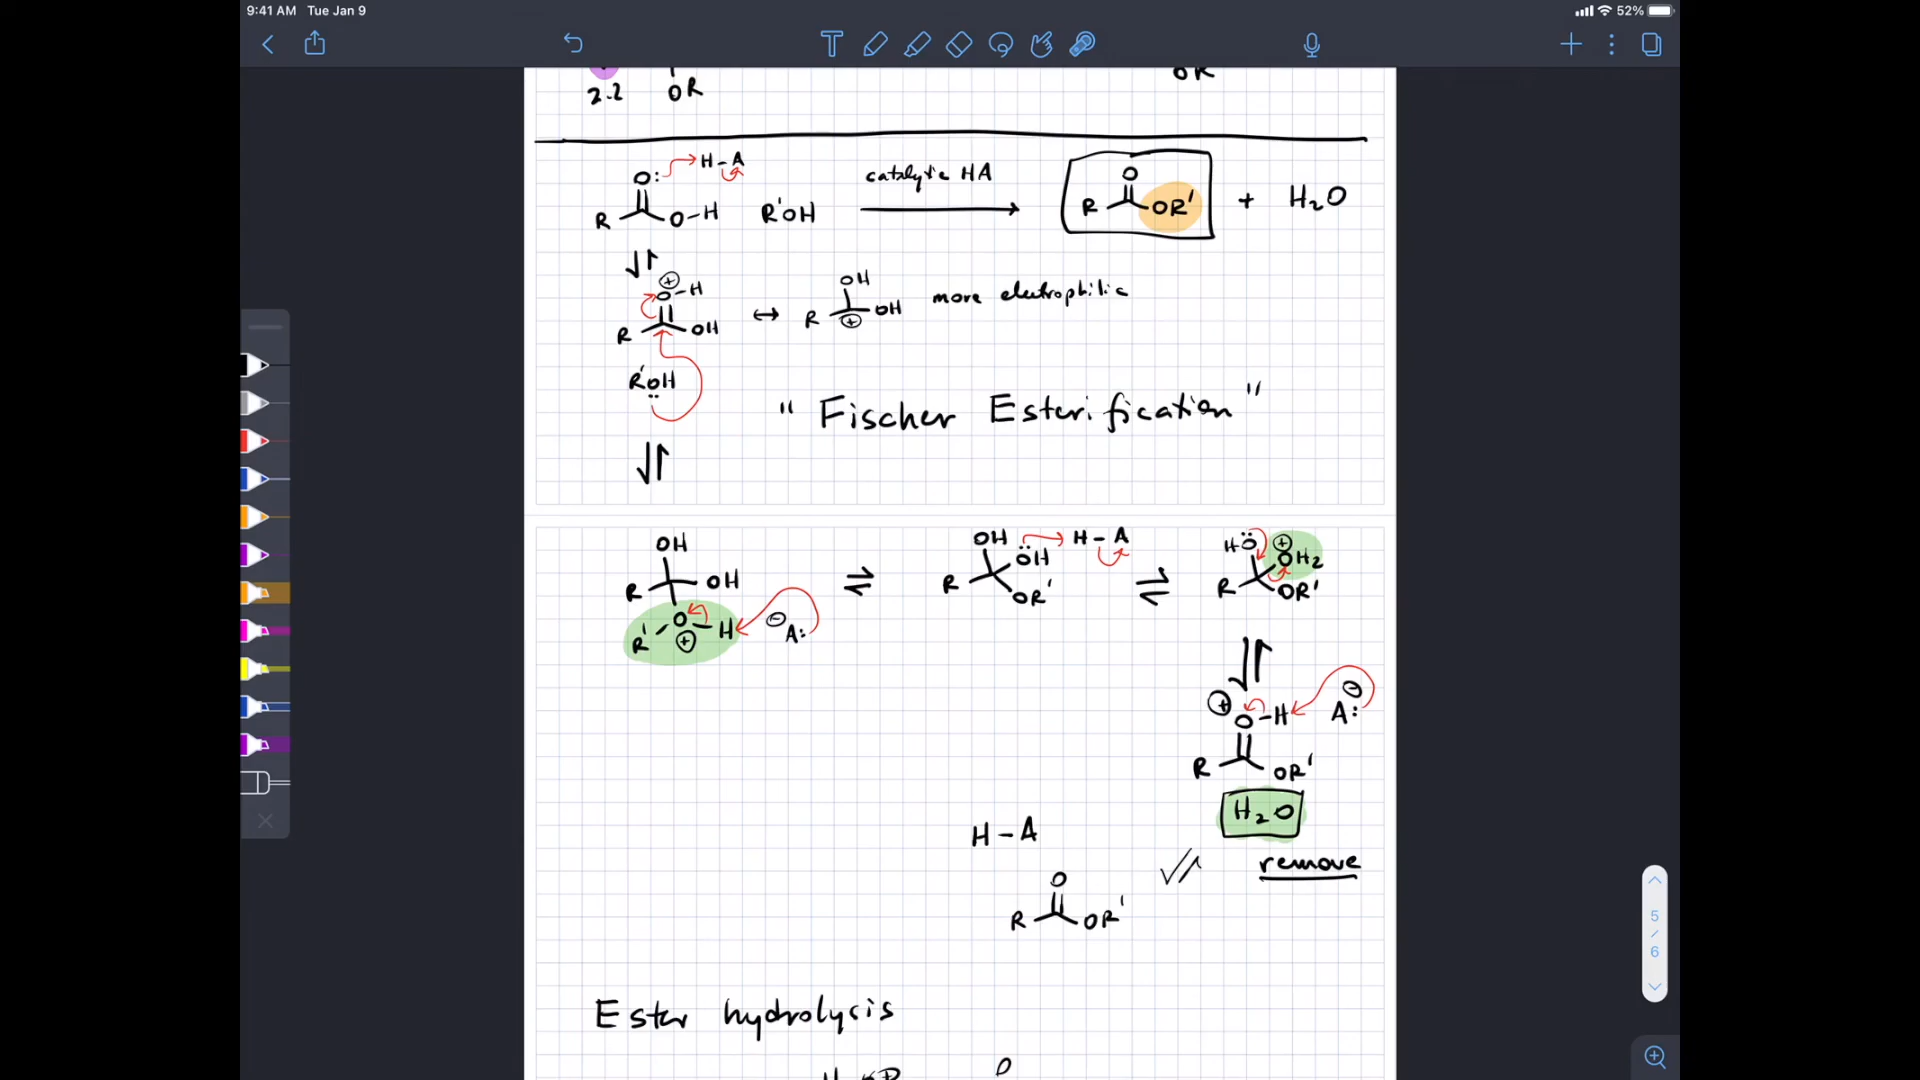 9:41 AM Tue Jan 9
52%
2.2 OR
OR
O: H-A
R O-H R'OH catalytic HA R O OR' + H2O
⊕
O-H
R OH ↔ R OH OH ⊕ more electrophilic
R'OH
" Fischer Esterification "
OH
R OH
R'-O-H ⊕ ⊖A:
OH
R ÖH H-A
OR'
HÖ ⊕
R OH2
OR'
⊕ O-H ⊖ A:
R OR'
H2O
H-A
remove
O
R OR'
Ester hydrolysis
O
5
/
6